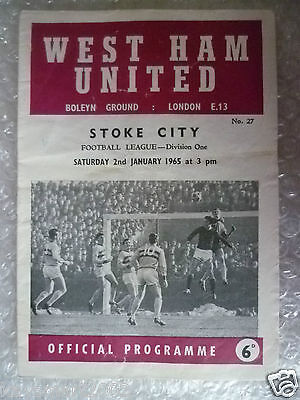 WEST HAM
UNITED
BOLEYN GROUND : LONDON E.13
No. 27
STOKE CITY
FOOTBALL LEAGUE—Division One
SATURDAY 2nd JANUARY 1965 at 3 pm
OFFICIAL PROGRAMME
6D